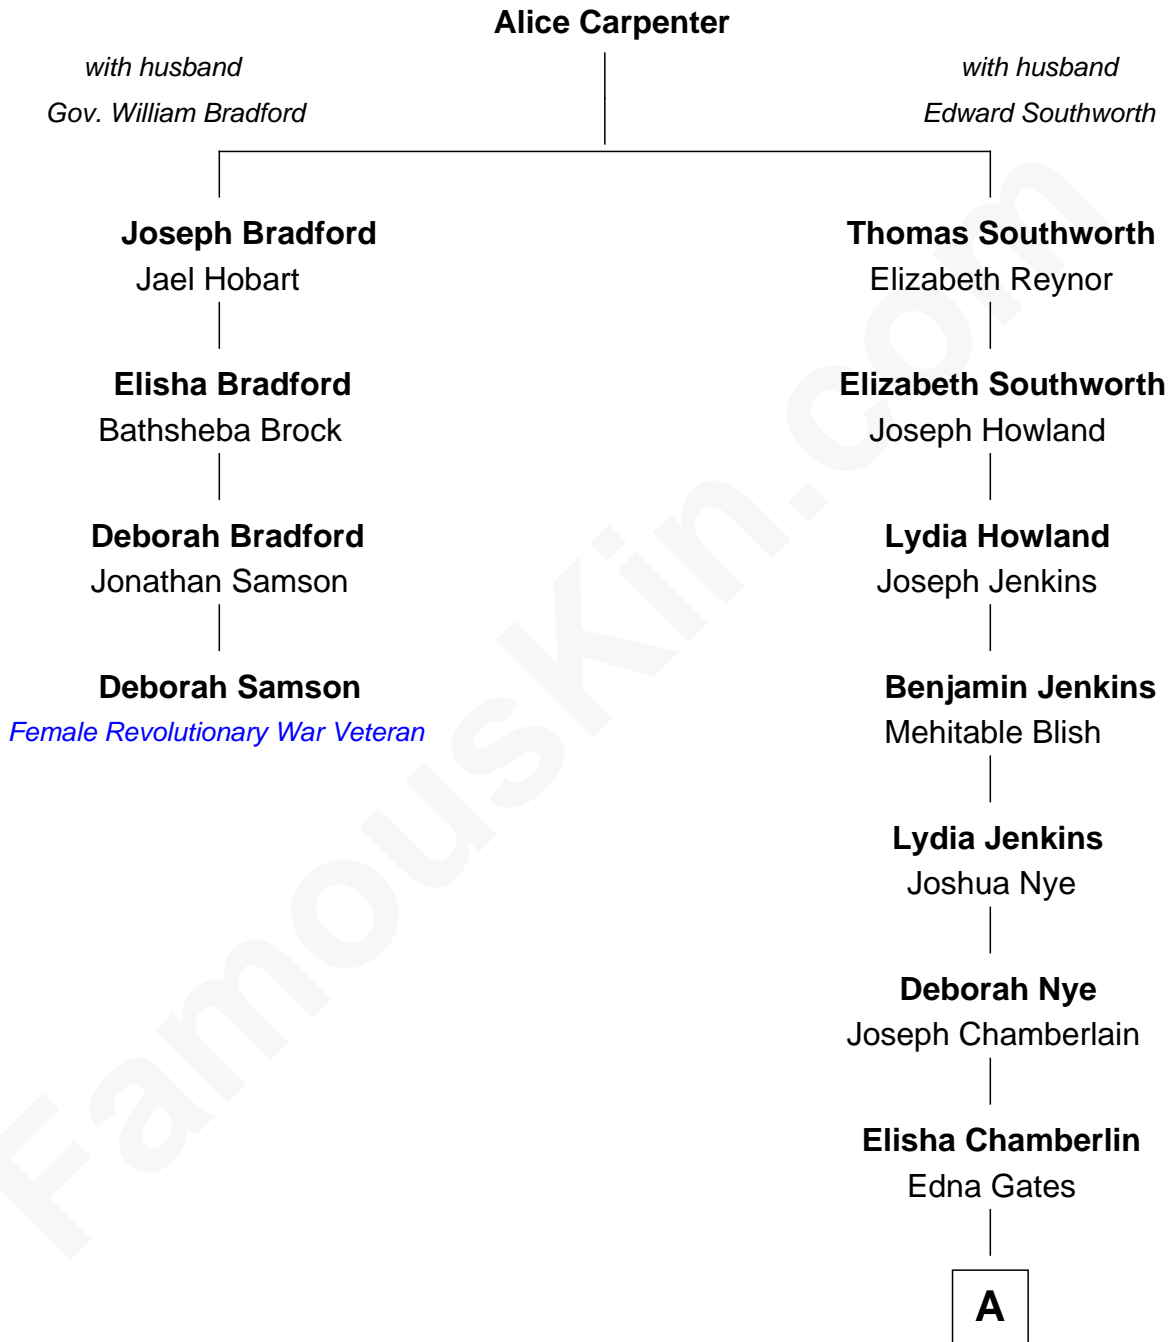 Alice Carpenter
with husband
Gov. William Bradford
with husband
Edward Southworth
Joseph Bradford
Jael Hobart
Thomas Southworth
Elizabeth Reynor
Elisha Bradford
Bathsheba Brock
Elizabeth Southworth
Joseph Howland
Deborah Bradford
Jonathan Samson
Lydia Howland
Joseph Jenkins
Deborah Samson
Female Revolutionary War Veteran
Benjamin Jenkins
Mehitable Blish
Lydia Jenkins
Joshua Nye
Deborah Nye
Joseph Chamberlain
Elisha Chamberlin
Edna Gates
A
FamousKin.com